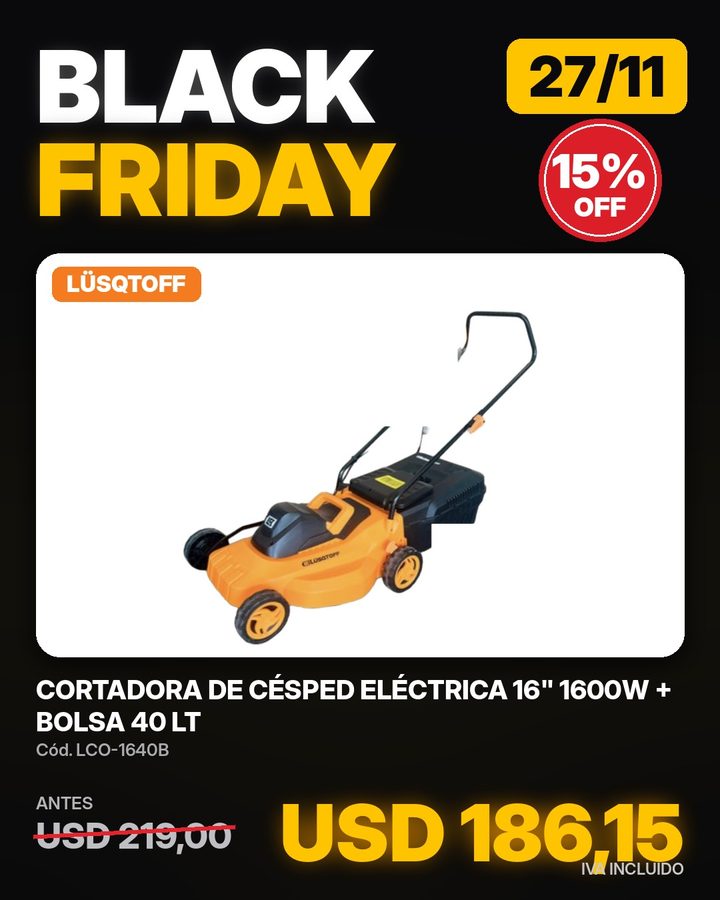 BLACK
FRIDAY
27/11
15%
OFF
LÜSQTOFF
LÜSQTOFF
CORTADORA DE CÉSPED ELÉCTRICA 16" 1600W +
BOLSA 40 LT
Cód. LCO-1640B
ANTES
USD 219,00
USD 186,15
IVA INCLUIDO